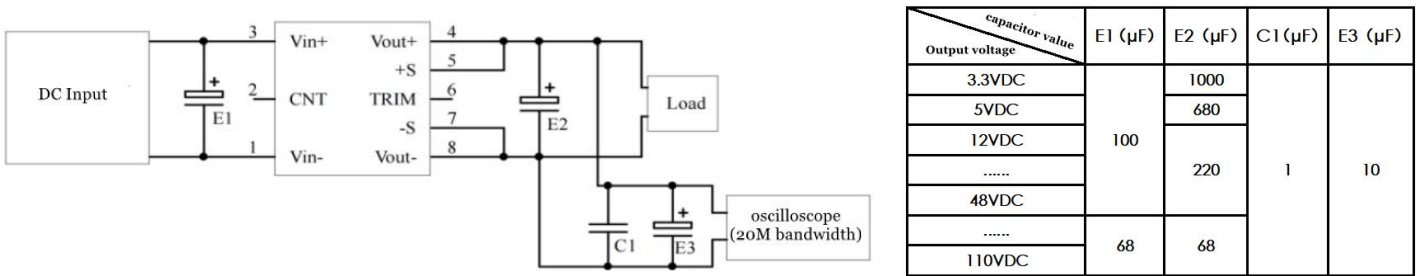 DC Input
E1
3
2
1
Vin+
CNT
Vin-
Vout+
+S
TRIM
-S
Vout-
4
5
6
7
8
E2
Load
C1
E3
oscilloscope
(20M bandwidth)
capacitor value
Output voltage
E1 (μF) E2 (μF) C1(μF) E3 (μF)
3.3VDC 1000
5VDC 680
12VDC
100
...... 220 1 10
48VDC
......
68 68
110VDC